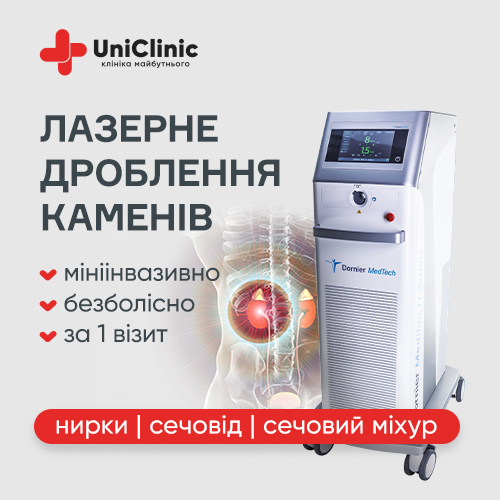 UniClinic
клініка майбутнього
ЛАЗЕРНЕ
ДРОБЛЕННЯ
КАМЕНІВ
мініінвазивно
безболісно
за 1 візит
Dornier MedTech
нирки | сечовід | сечовий міхур